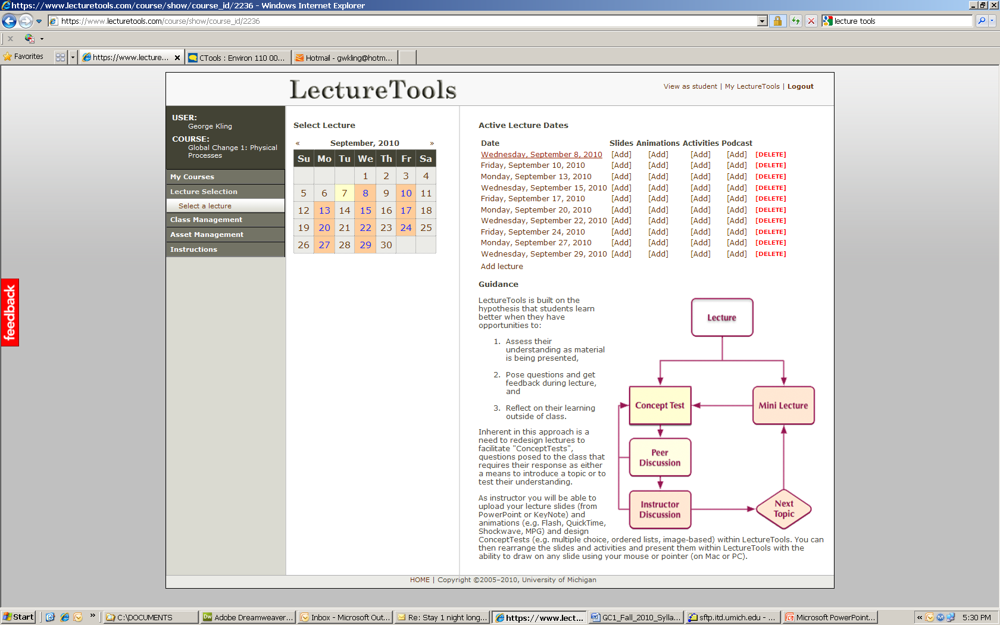 https://www.lecturetools.com/course/show/course_id/2236 - Windows Internet Explorer
https://www.lecturetools.com/course/show/course_id/2236
lecture tools
Favorites
https://www.lecture...
CTools : Environ 110 00...
Hotmail - gwkling@hotm...
LectureTools
View as student | My LectureTools | Logout
USER:
George Kling
COURSE:
Global Change 1: Physical
Processes
My Courses
Lecture Selection
Select a lecture
Class Management
Asset Management
Instructions
feedback
Select Lecture
« September, 2010 »
Su Mo Tu We Th Fr Sa
1 2 3 4
5 6 7 8 9 10 11
12 13 14 15 16 17 18
19 20 21 22 23 24 25
26 27 28 29 30
Active Lecture Dates
Date Slides Animations Activities Podcast
Wednesday, September 8, 2010 [Add] [Add] [Add] [Add] [DELETE]
Friday, September 10, 2010 [Add] [Add] [Add] [Add] [DELETE]
Monday, September 13, 2010 [Add] [Add] [Add] [Add] [DELETE]
Wednesday, September 15, 2010 [Add] [Add] [Add] [Add] [DELETE]
Friday, September 17, 2010 [Add] [Add] [Add] [Add] [DELETE]
Monday, September 20, 2010 [Add] [Add] [Add] [Add] [DELETE]
Wednesday, September 22, 2010 [Add] [Add] [Add] [Add] [DELETE]
Friday, September 24, 2010 [Add] [Add] [Add] [Add] [DELETE]
Monday, September 27, 2010 [Add] [Add] [Add] [Add] [DELETE]
Wednesday, September 29, 2010 [Add] [Add] [Add] [Add] [DELETE]
Add lecture
Guidance
LectureTools is built on the
hypothesis that students learn
better when they have
opportunities to:
1. Assess their
understanding as material
is being presented,
2. Pose questions and get
feedback during lecture,
and
3. Reflect on their learning
outside of class.
Inherent in this approach is a
need to redesign lectures to
facilitate "ConceptTests",
questions posed to the class that
requires their response as either
a means to introduce a topic or to
test their understanding.
As instructor you will be able to
upload your lecture slides (from
PowerPoint or KeyNote) and
animations (e.g. Flash, QuickTime,
Shockwave, MPG) and design
ConceptTests (e.g. multiple choice, ordered lists, image-based) within LectureTools. You can
then rearrange the slides and activities and present them within LectureTools with the
ability to draw on any slide using your mouse or pointer (on Mac or PC).
Lecture
Concept Test
Mini Lecture
Peer
Discussion
Instructor
Discussion
Next
Topic
HOME | Copyright ©2005-2010, University of Michigan
Start
C:\DOCUMENTS
Adobe Dreamweaver...
Inbox - Microsoft Out...
Re: Stay 1 night long...
https://www.lect...
GC1_Fall_2010_Sylla...
sftp.itd.umich.edu - ...
Microsoft PowerPoint...
5:30 PM